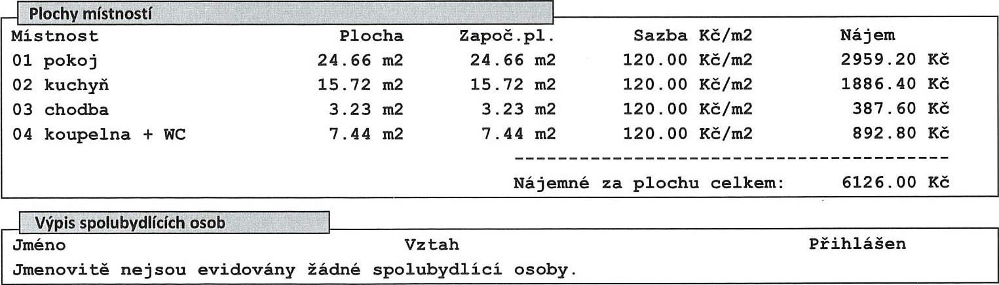 Plochy místností
Místnost Plocha Započ.pl. Sazba Kč/m2 Nájem
01 pokoj 24.66 m2 24.66 m2 120.00 Kč/m2 2959.20 Kč
02 kuchyň 15.72 m2 15.72 m2 120.00 Kč/m2 1886.40 Kč
03 chodba 3.23 m2 3.23 m2 120.00 Kč/m2 387.60 Kč
04 koupelna + WC 7.44 m2 7.44 m2 120.00 Kč/m2 892.80 Kč
-----------------------------------------
Nájemné za plochu celkem: 6126.00 Kč
Výpis spolubydlících osob
Jméno Vztah Přihlášen
Jmenovitě nejsou evidovány žádné spolubydlící osoby.